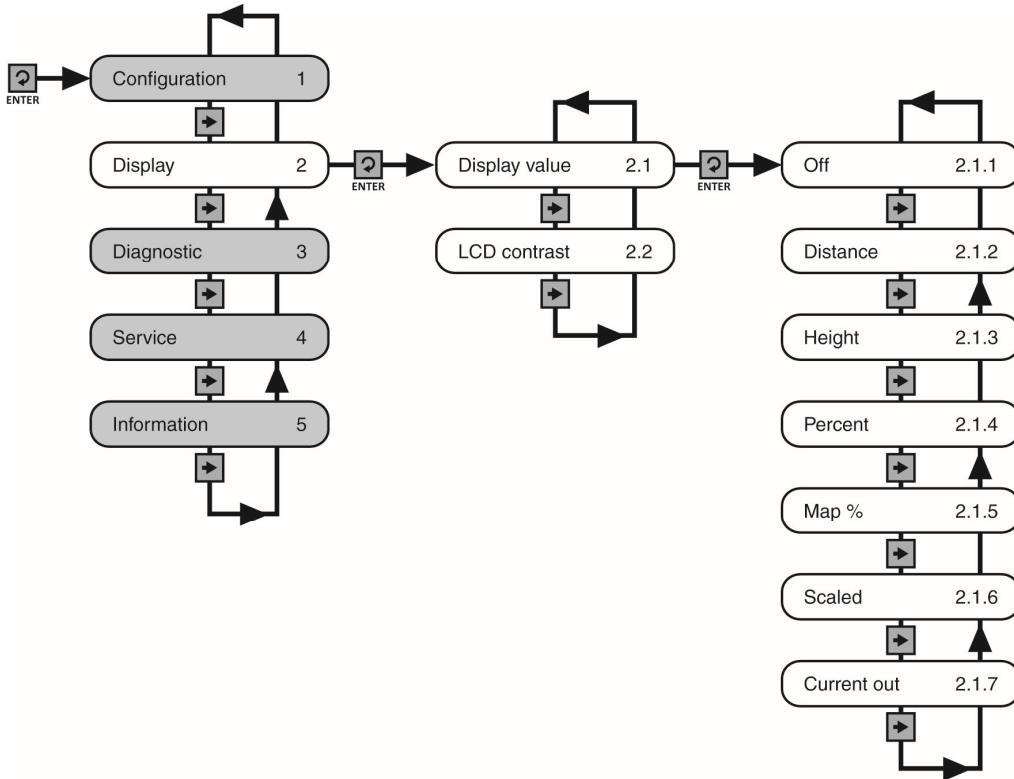 Configuration 1
ENTER
Display 2
ENTER
Display value 2.1
ENTER
Off 2.1.1
Diagnostic 3
LCD contrast 2.2
Distance 2.1.2
Service 4
Height 2.1.3
Information 5
Percent 2.1.4
Map % 2.1.5
Scaled 2.1.6
Current out 2.1.7